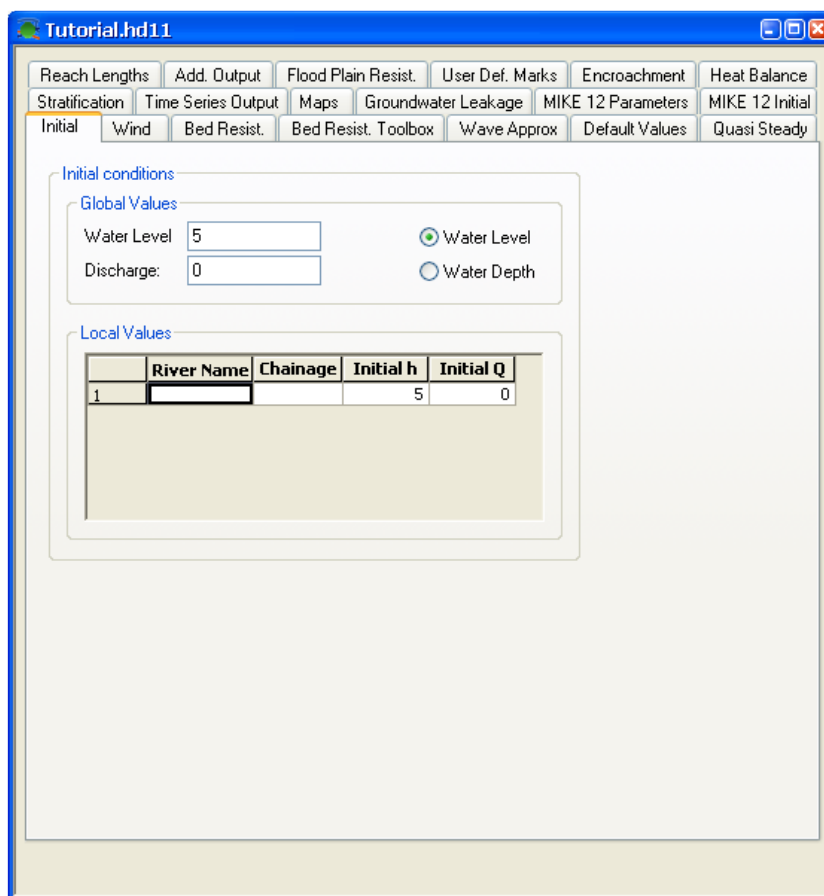 Tutorial.hd11
Reach Lengths Add. Output Flood Plain Resist. User Def. Marks Encroachment Heat Balance
Stratification Time Series Output Maps Groundwater Leakage MIKE 12 Parameters MIKE 12 Initial
Initial Wind Bed Resist. Bed Resist. Toolbox Wave Approx Default Values Quasi Steady
Initial conditions
Global Values
Water Level 5 Water Level
Discharge: 0 Water Depth
Local Values
River Name Chainage Initial h Initial Q
1 5 0